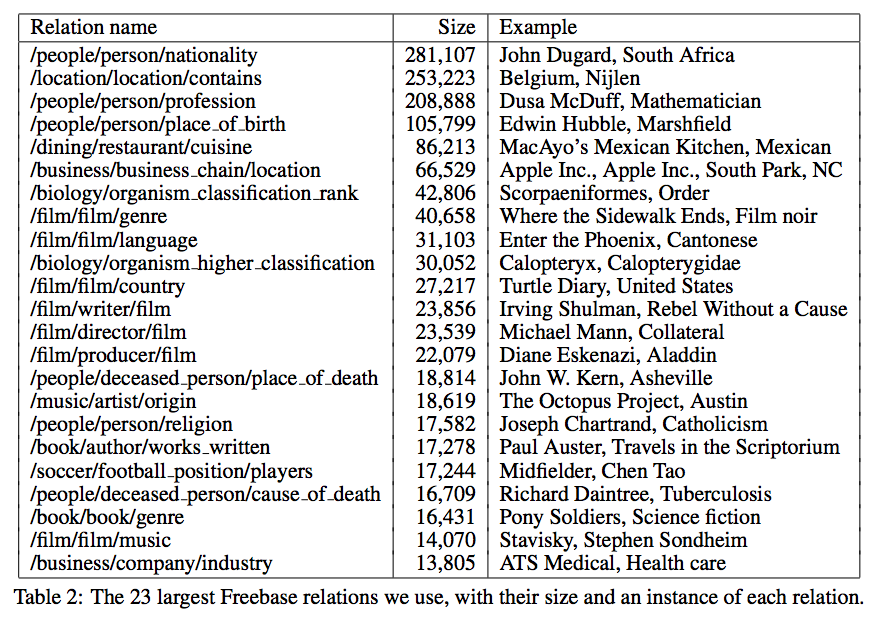 Relation name Size Example
/people/person/nationality 281,107 John Dugard, South Africa
/location/location/contains 253,223 Belgium, Nijlen
/people/person/profession 208,888 Dusa McDuff, Mathematician
/people/person/place_of_birth 105,799 Edwin Hubble, Marshfield
/dining/restaurant/cuisine 86,213 MacAyo's Mexican Kitchen, Mexican
/business/business_chain/location 66,529 Apple Inc., Apple Inc., South Park, NC
/biology/organism_classification_rank 42,806 Scorpaeniformes, Order
/film/film/genre 40,658 Where the Sidewalk Ends, Film noir
/film/film/language 31,103 Enter the Phoenix, Cantonese
/biology/organism_higher_classification 30,052 Calopteryx, Calopterygidae
/film/film/country 27,217 Turtle Diary, United States
/film/writer/film 23,856 Irving Shulman, Rebel Without a Cause
/film/director/film 23,539 Michael Mann, Collateral
/film/producer/film 22,079 Diane Eskenazi, Aladdin
/people/deceased_person/place_of_death 18,814 John W. Kern, Asheville
/music/artist/origin 18,619 The Octopus Project, Austin
/people/person/religion 17,582 Joseph Chartrand, Catholicism
/book/author/works_written 17,278 Paul Auster, Travels in the Scriptorium
/soccer/football_position/players 17,244 Midfielder, Chen Tao
/people/deceased_person/cause_of_death 16,709 Richard Daintree, Tuberculosis
/book/book/genre 16,431 Pony Soldiers, Science fiction
/film/film/music 14,070 Stavisky, Stephen Sondheim
/business/company/industry 13,805 ATS Medical, Health care
Table 2: The 23 largest Freebase relations we use, with their size and an instance of each relation.